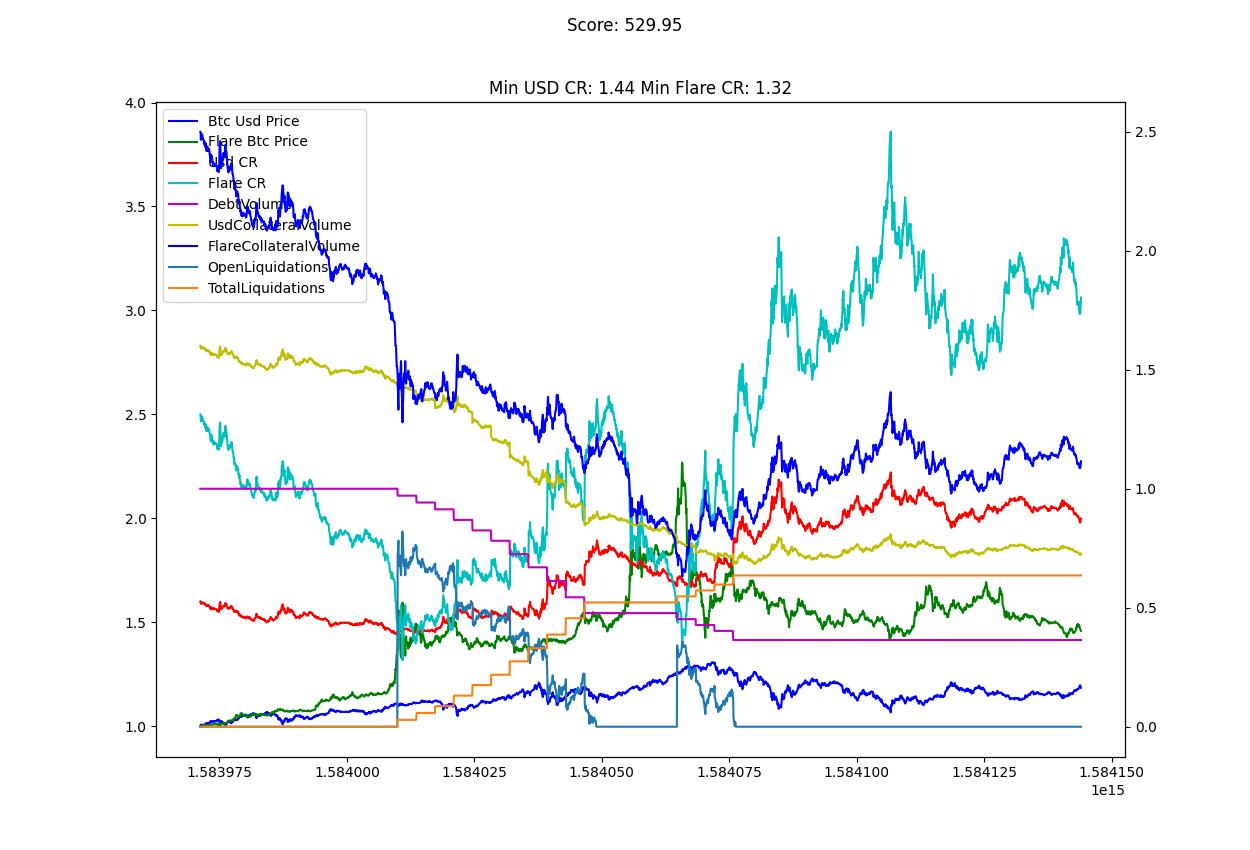 Score: 529.95
Min USD CR: 1.44 Min Flare CR: 1.32
4.0
3.5
3.0
2.5
2.0
1.5
1.0
Btc Usd Price
Flare Btc Price
Usd CR
Flare CR
DebtVolume
UsdCollateralVolume
FlareCollateralVolume
OpenLiquidations
TotalLiquidations
2.5
2.0
1.5
1.0
0.5
0.0
1.583975 1.584000 1.584025 1.584050 1.584075 1.584100 1.584125 1.584150
1e15